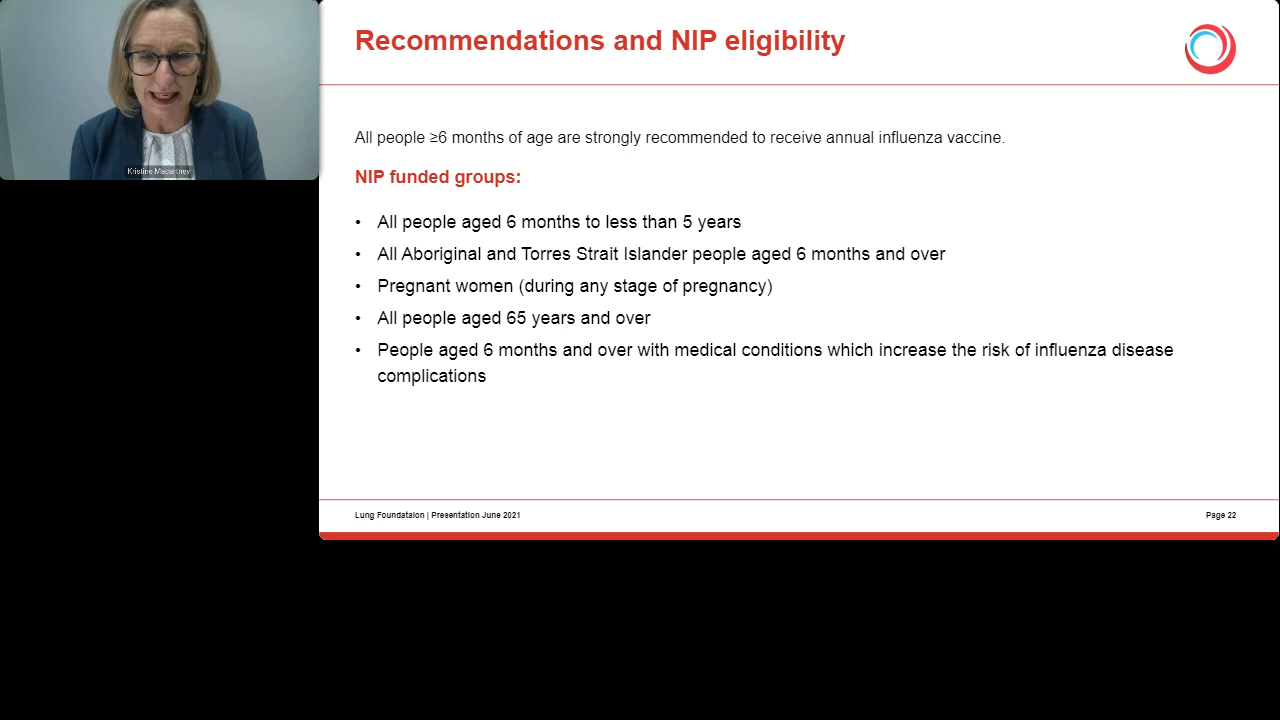 Recommendations and NIP eligibility
Kristine Macartney
All people ≥6 months of age are strongly recommended to receive annual influenza vaccine.
NIP funded groups:
• All people aged 6 months to less than 5 years
• All Aboriginal and Torres Strait Islander people aged 6 months and over
• Pregnant women (during any stage of pregnancy)
• All people aged 65 years and over
• People aged 6 months and over with medical conditions which increase the risk of influenza disease
complications
Lung Foundataion | Presentation June 2021
Page 22